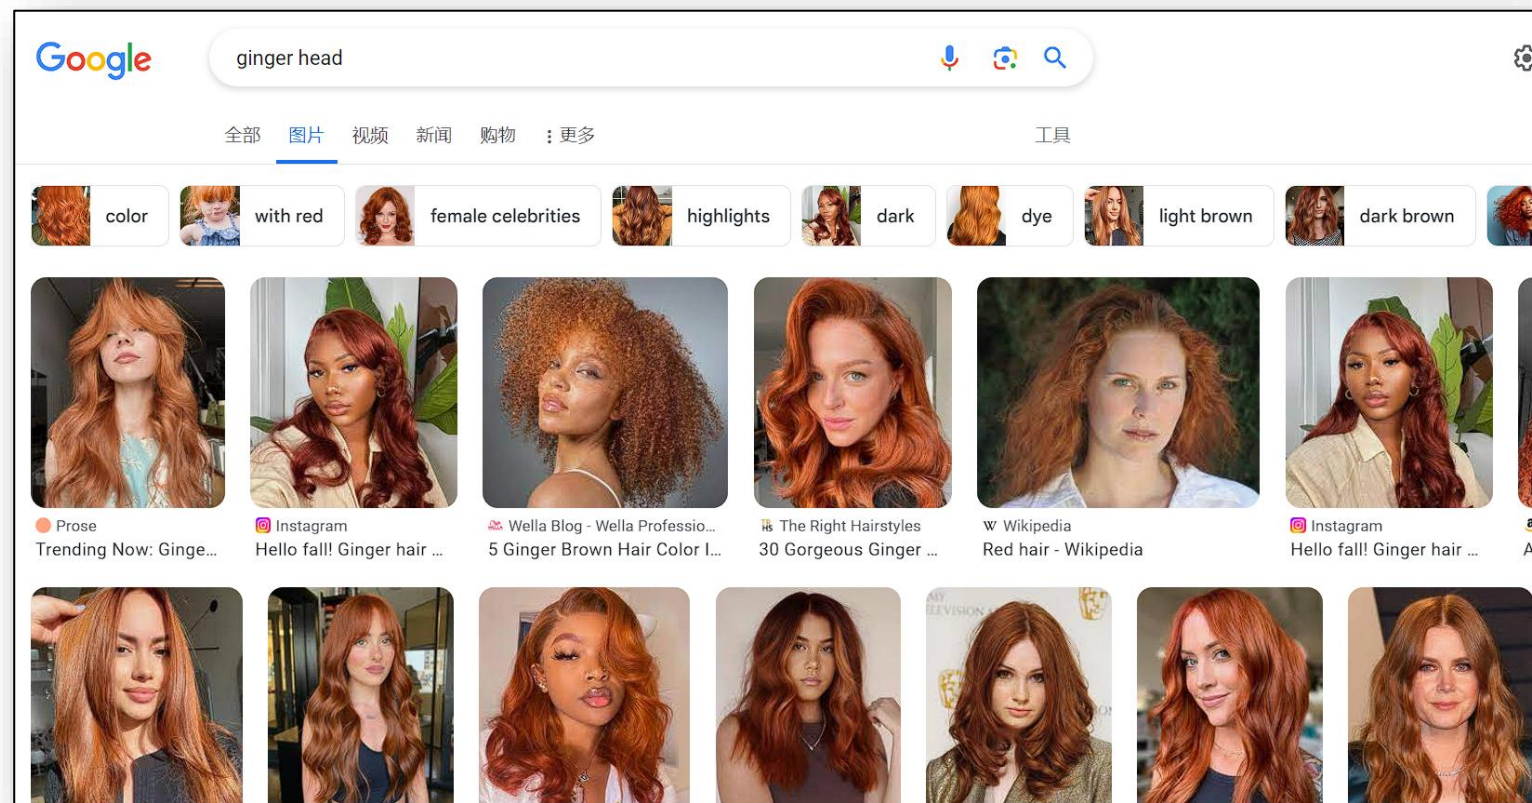 Google
ginger head
全部 图片 视频 新闻 购物 更多 工具
color with red female celebrities highlights dark dye light brown dark brown
Prose Instagram Wella Blog - Wella Professio... The Right Hairstyles W Wikipedia Instagram
Trending Now: Ginge... Hello fall! Ginger hair ... 5 Ginger Brown Hair Color I... 30 Gorgeous Ginger ... Red hair - Wikipedia Hello fall! Ginger hair ...